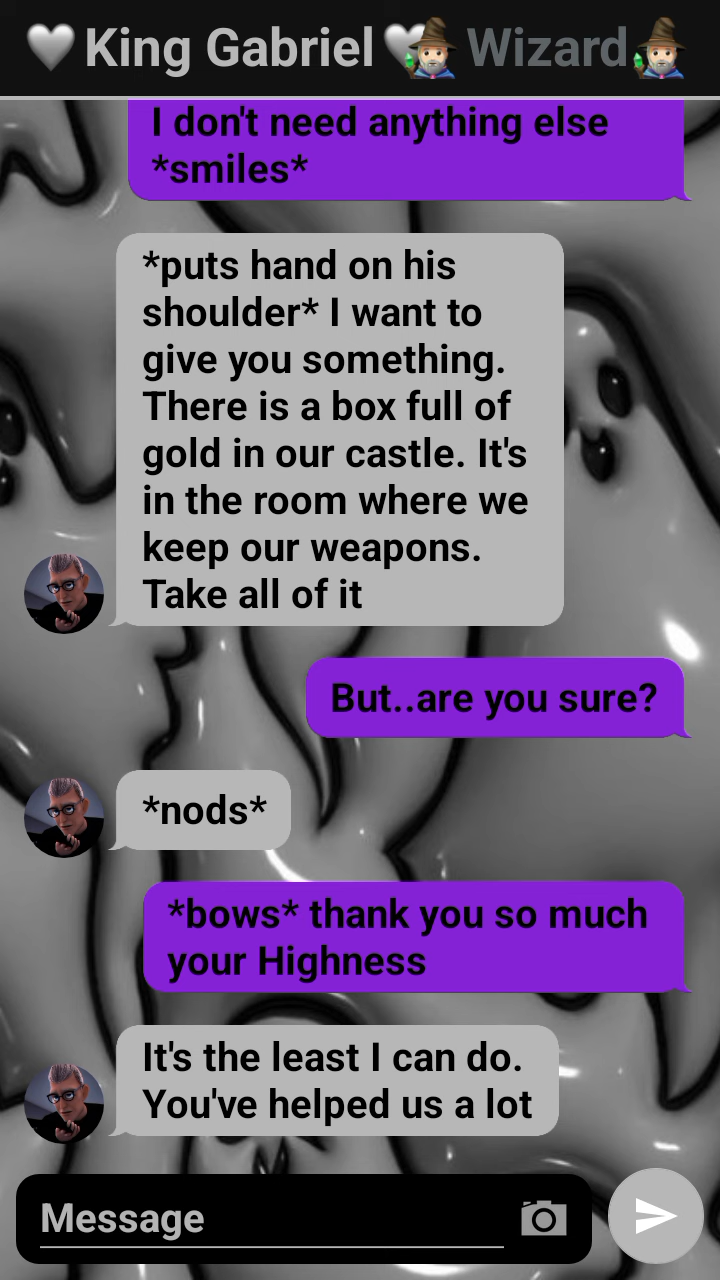 🤍King Gabriel🤍🧙‍♂️Wizard🧙‍♂️
I don't need anything else
*smiles*
*puts hand on his
shoulder* I want to
give you something.
There is a box full of
gold in our castle. It's
in the room where we
keep our weapons.
Take all of it
But..are you sure?
*nods*
*bows* thank you so much
your Highness
It's the least I can do.
You've helped us a lot
Message